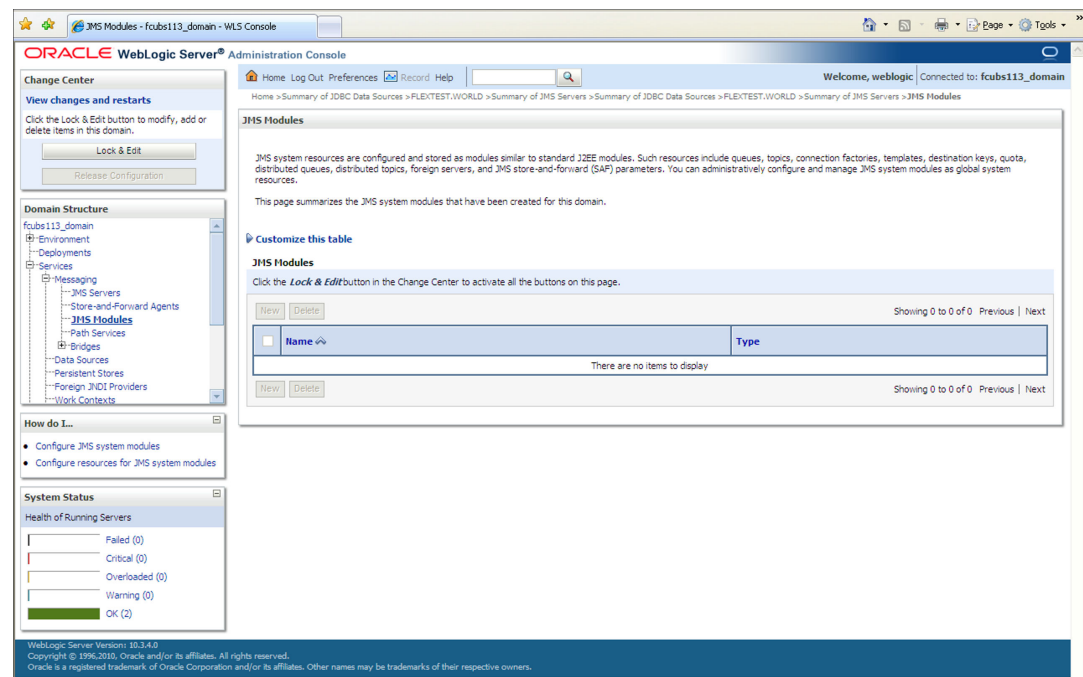 JMS Modules - fcubs113_domain - WLS Console
Page Tools
ORACLE WebLogic Server® Administration Console
Change Center
View changes and restarts
Click the Lock & Edit button to modify, add or
delete items in this domain.
Lock & Edit
Release Configuration
Domain Structure
fcubs113_domain
Environment
Deployments
Services
Messaging
JMS Servers
Store-and-Forward Agents
JMS Modules
Path Services
Bridges
Data Sources
Persistent Stores
Foreign JNDI Providers
Work Contexts
How do I...
Configure JMS system modules
Configure resources for JMS system modules
System Status
Health of Running Servers
Failed (0)
Critical (0)
Overloaded (0)
Warning (0)
OK (2)
Home Log Out Preferences Record Help
Welcome, weblogic Connected to: fcubs113_domain
Home >Summary of JDBC Data Sources >FLEXTEST.WORLD >Summary of JMS Servers >Summary of JDBC Data Sources >FLEXTEST.WORLD >Summary of JMS Servers >JMS Modules
JMS Modules
JMS system resources are configured and stored as modules similar to standard J2EE modules. Such resources include queues, topics, connection factories, templates, destination keys, quota,
distributed queues, distributed topics, foreign servers, and JMS store-and-forward (SAF) parameters. You can administratively configure and manage JMS system modules as global system
resources.
This page summarizes the JMS system modules that have been created for this domain.
Customize this table
JMS Modules
Click the Lock & Edit button in the Change Center to activate all the buttons on this page.
New Delete
Showing 0 to 0 of 0 Previous | Next
Name Type
There are no items to display
New Delete
Showing 0 to 0 of 0 Previous | Next
WebLogic Server Version: 10.3.4.0
Copyright © 1996,2010, Oracle and/or its affiliates. All rights reserved.
Oracle is a registered trademark of Oracle Corporation and/or its affiliates. Other names may be trademarks of their respective owners.